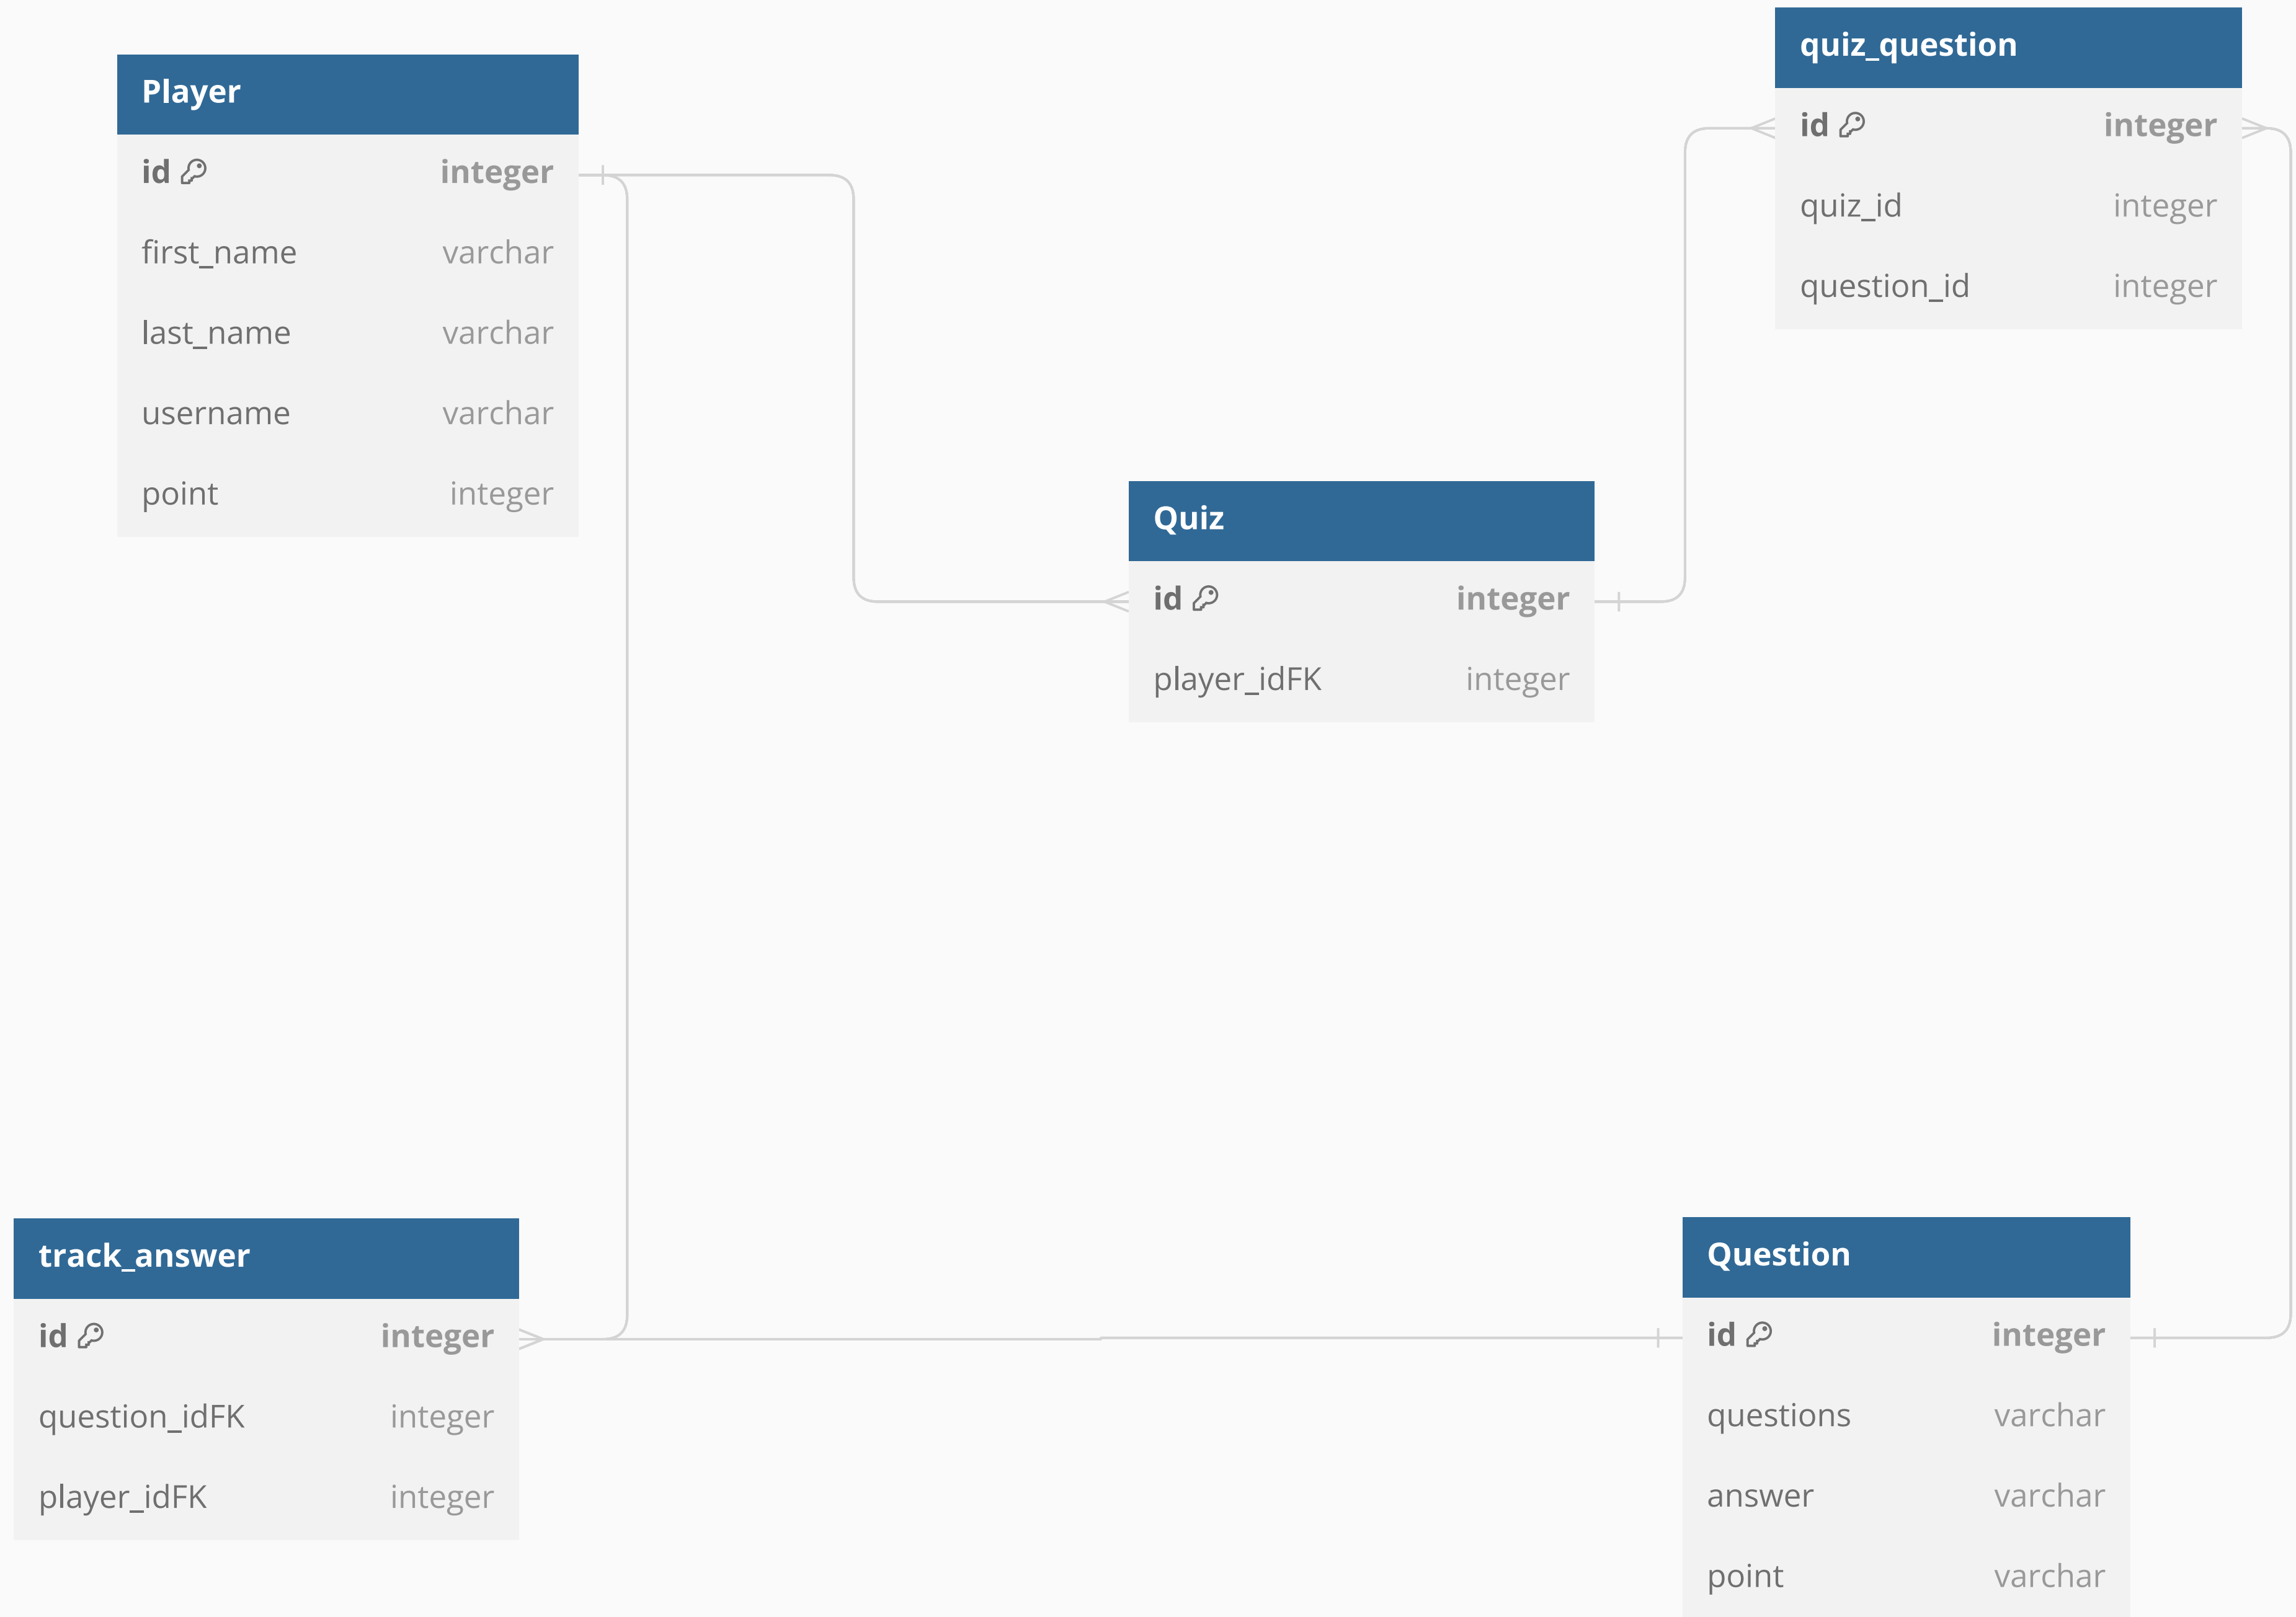 Player
id integer
first_name varchar
last_name varchar
username varchar
point integer
quiz_question
id integer
quiz_id integer
question_id integer
Quiz
id integer
player_idFK integer
track_answer
id integer
question_idFK integer
player_idFK integer
Question
id integer
questions varchar
answer varchar
point varchar